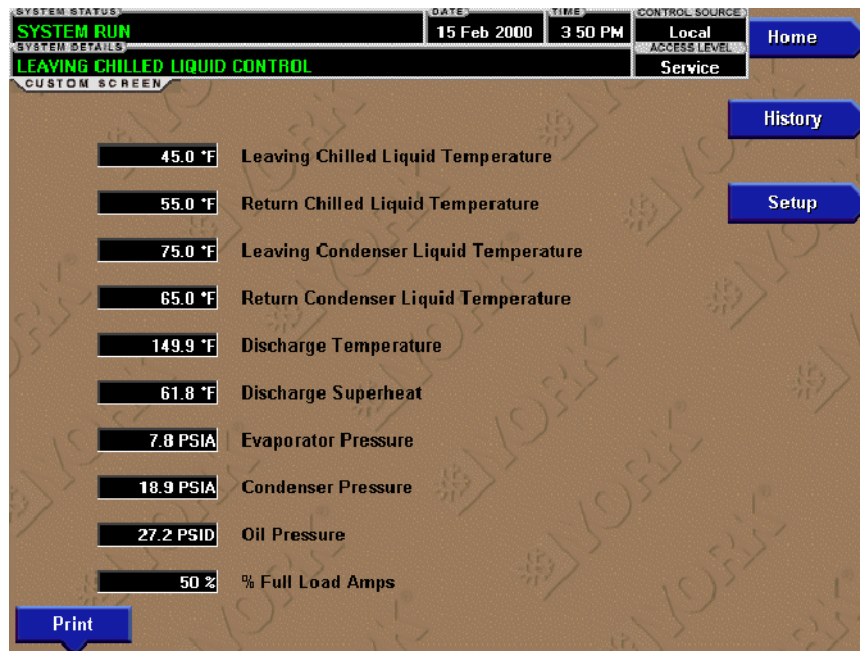 SYSTEM STATUS
SYSTEM RUN
DATE
15 Feb 2000
TIME
3 50 PM
CONTROL SOURCE
Local
Home
SYSTEM DETAILS
LEAVING CHILLED LIQUID CONTROL
ACCESS LEVEL
Service
CUSTOM SCREEN
History
45.0 °F Leaving Chilled Liquid Temperature
55.0 °F Return Chilled Liquid Temperature
Setup
75.0 °F Leaving Condenser Liquid Temperature
65.0 °F Return Condenser Liquid Temperature
149.9 °F Discharge Temperature
61.8 °F Discharge Superheat
7.8 PSIA Evaporator Pressure
18.9 PSIA Condenser Pressure
27.2 PSID Oil Pressure
50 % % Full Load Amps
Print
YORK